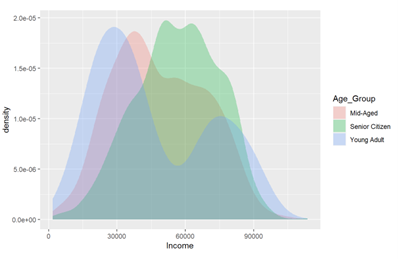 2.0e-05
1.5e-05
1.0e-05
5.0e-06
0.0e+00
density
0
30000
60000
90000
Income
Age_Group
Mid-Aged
Senior Citizen
Young Adult